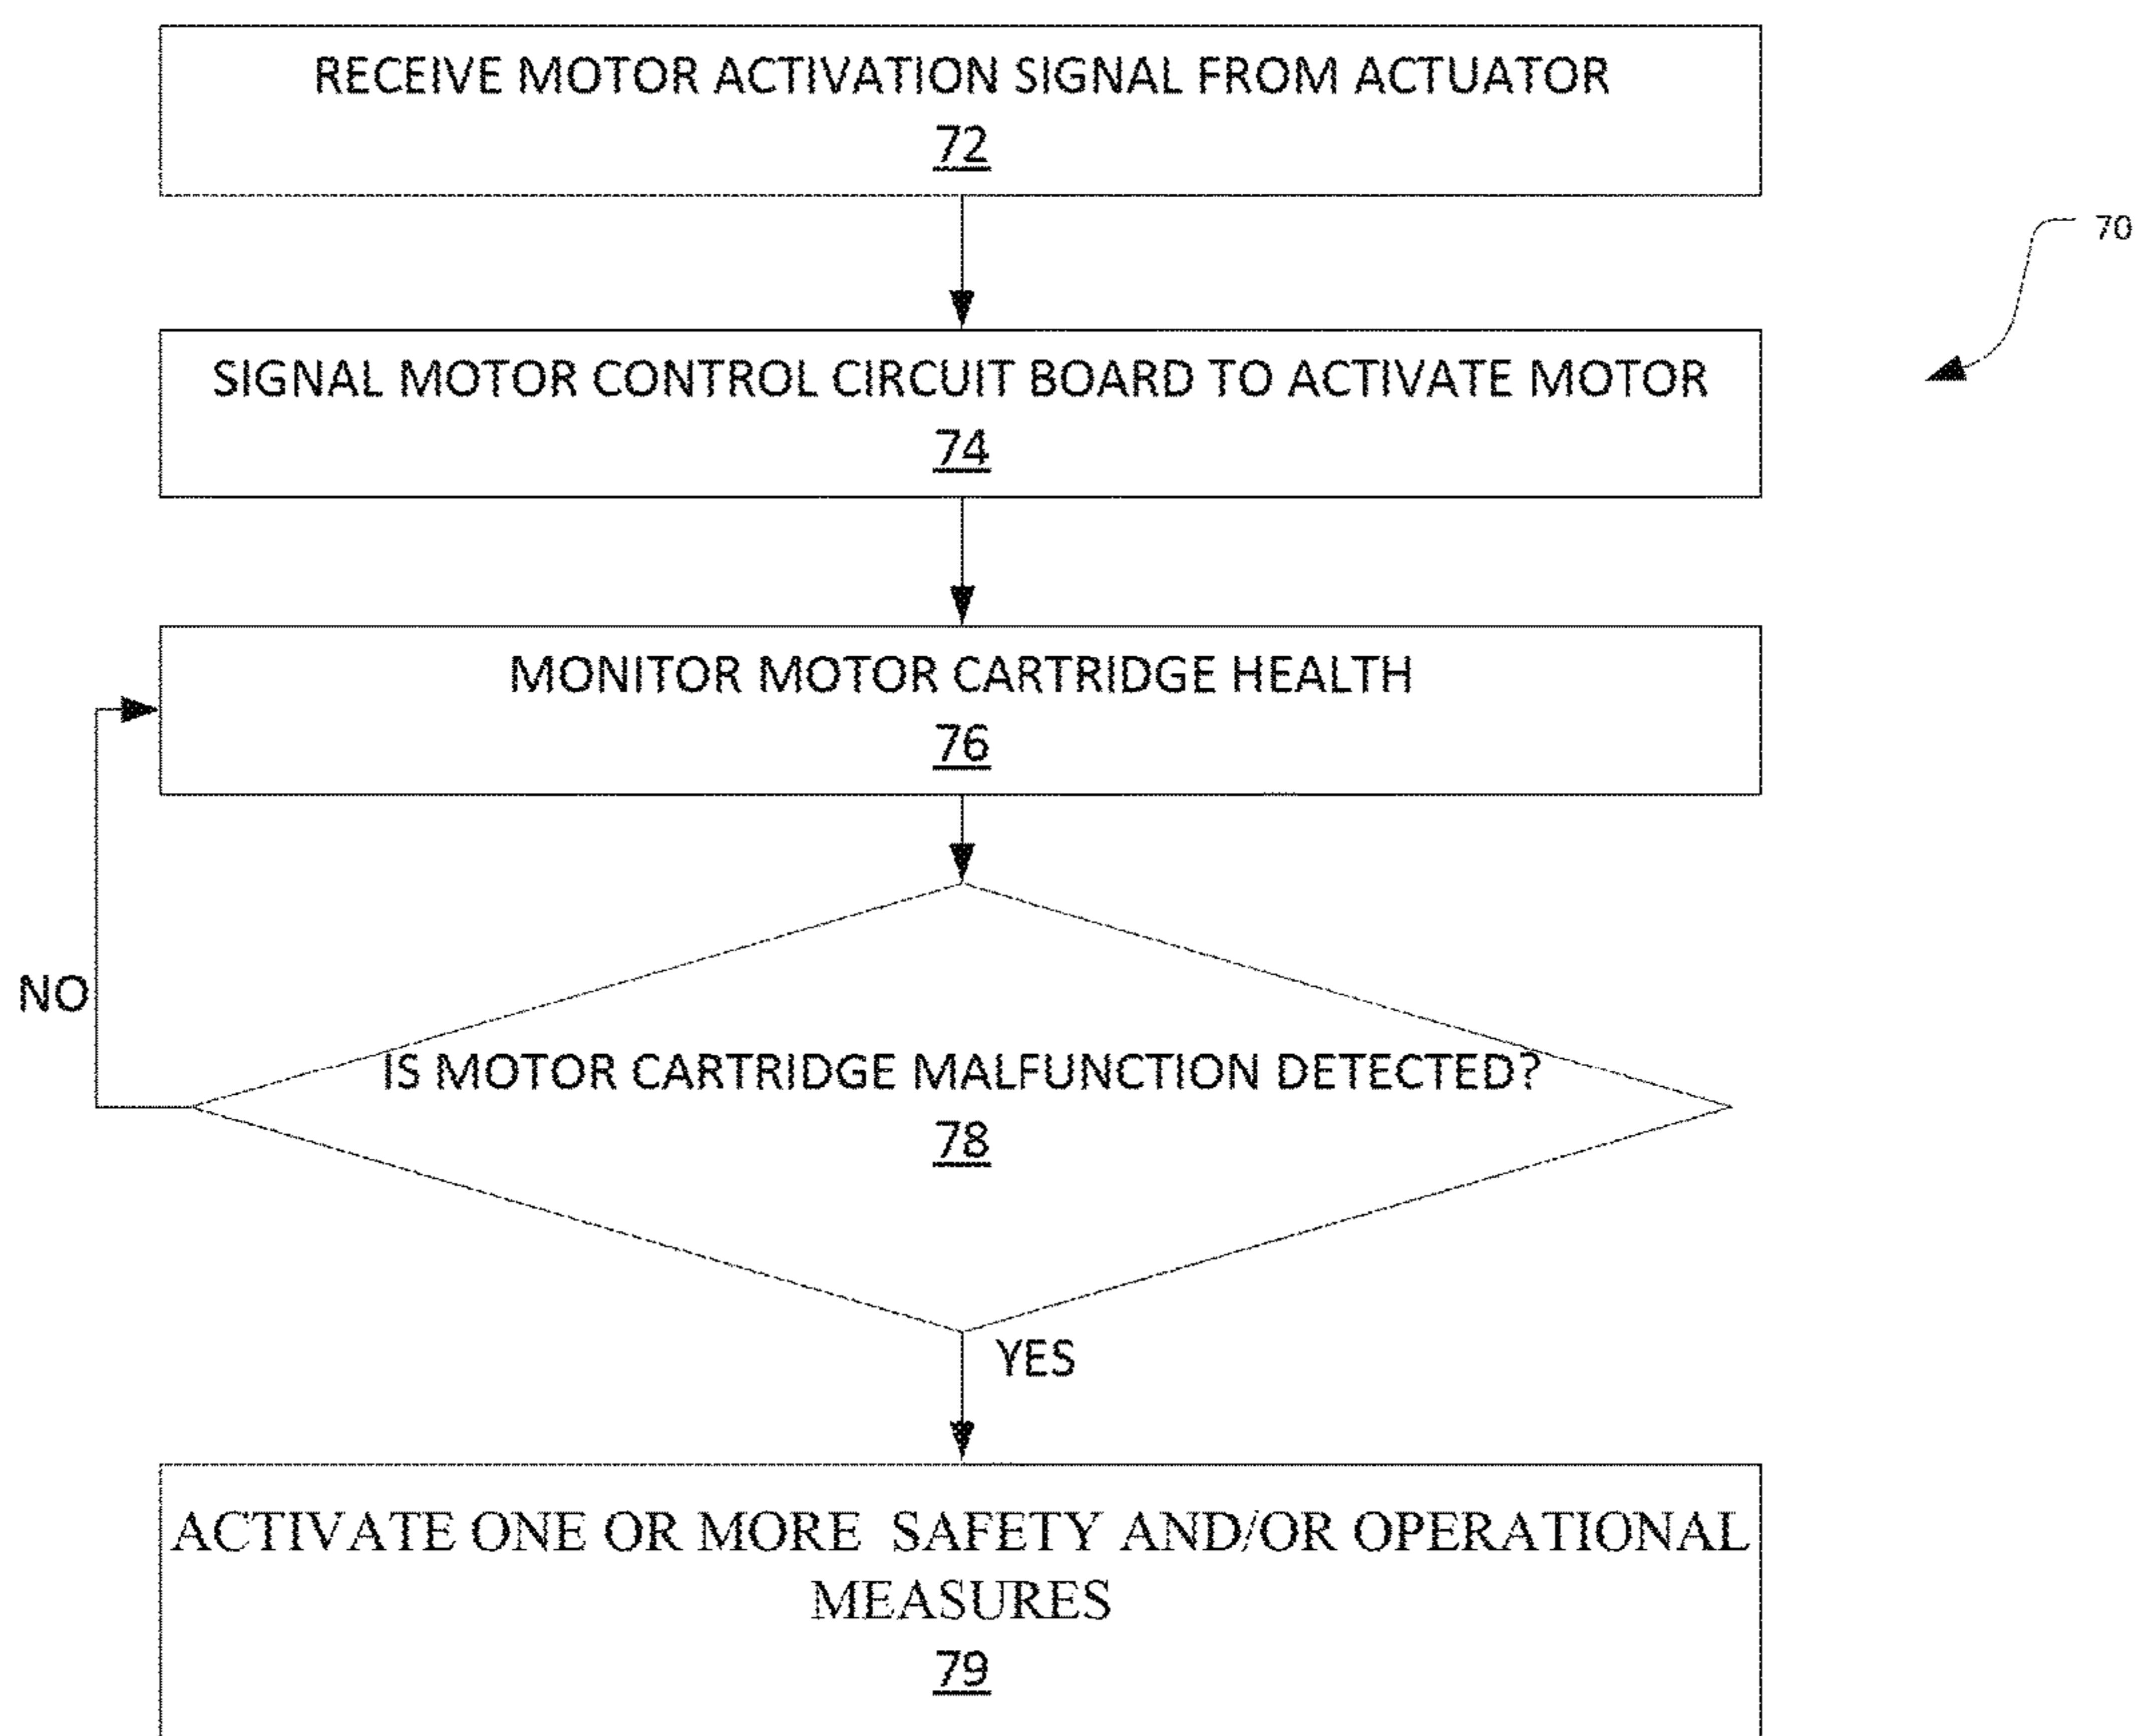 RECEIVE MOTOR ACTIVATION SIGNAL FROM ACTUATOR
72
70
SIGNAL MOTOR CONTROL CIRCUIT BOARD TO ACTIVATE MOTOR
74
MONITOR MOTOR CARTRIDGE HEALTH
76
NO
IS MOTOR CARTRIDGE MALFUNCTION DETECTED?
78
YES
ACTIVATE ONE OR MORE SAFETY AND/OR OPERATIONAL
MEASURES
79